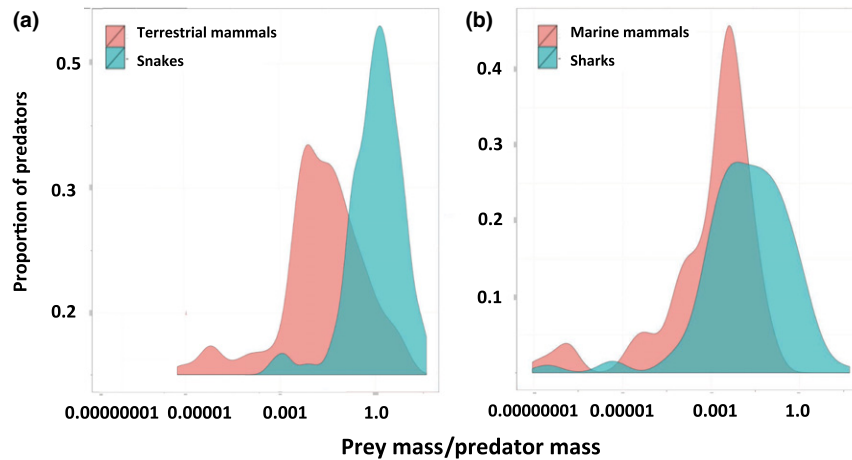 (a)
Terrestrial mammals
Snakes
0.5
0.3
0.2
Proportion of predators
0.00000001 0.00001 0.001 1.0
(b)
Marine mammals
Sharks
0.4
0.3
0.2
0.1
0.00000001 0.00001 0.001 1.0
Prey mass/predator mass